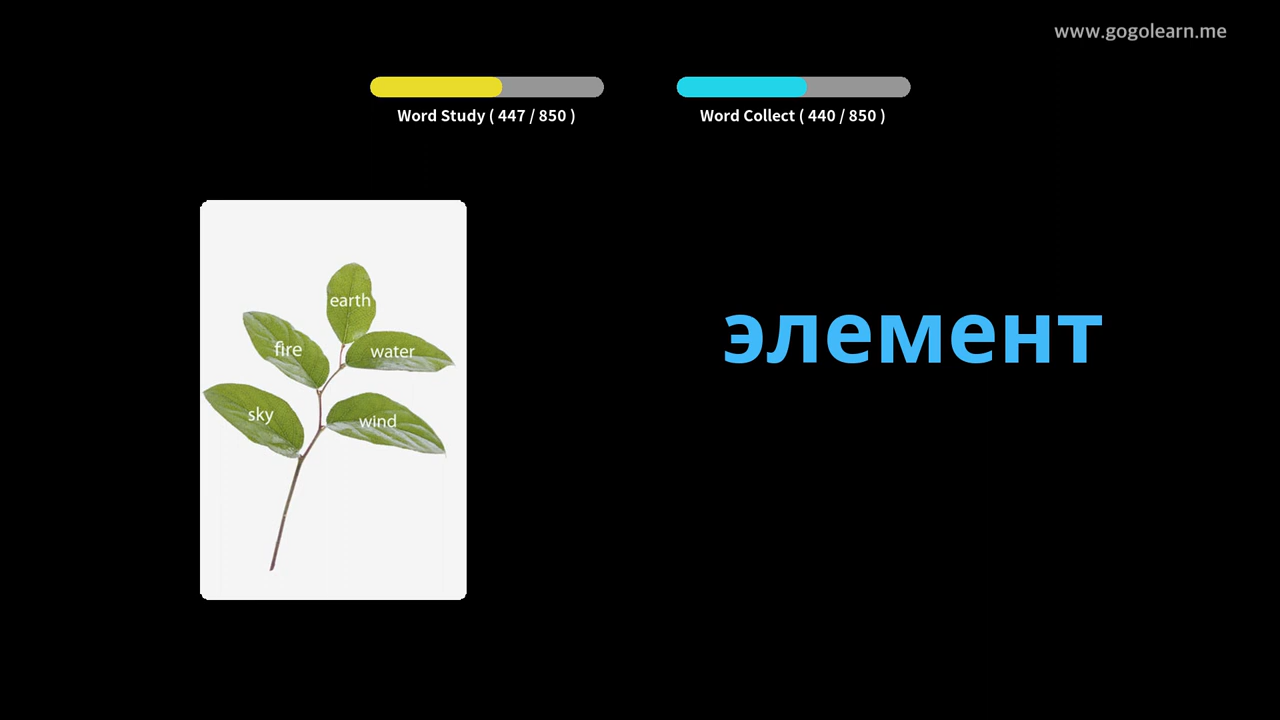 www.gogolearn.me
Word Study ( 447 / 850 )
Word Collect ( 440 / 850 )
earth
fire
water
sky
wind
элемент